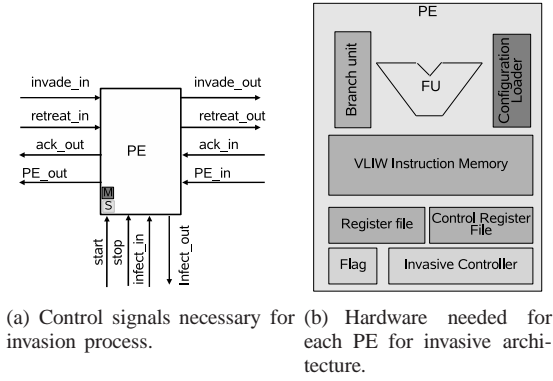 invade_in
invade_out
retreat_in
retreat_out
ack_out
PE
ack_in
PE_out
PE_in
M
S
start
stop
infect_in
Infect_out
PE
Branch unit
FU
Configuration
Loader
VLIW Instruction Memory
Register file
Control Register
File
Flag
Invasive Controller
(a) Control signals necessary for
invasion process.
(b) Hardware needed for
each PE for invasive archi-
tecture.